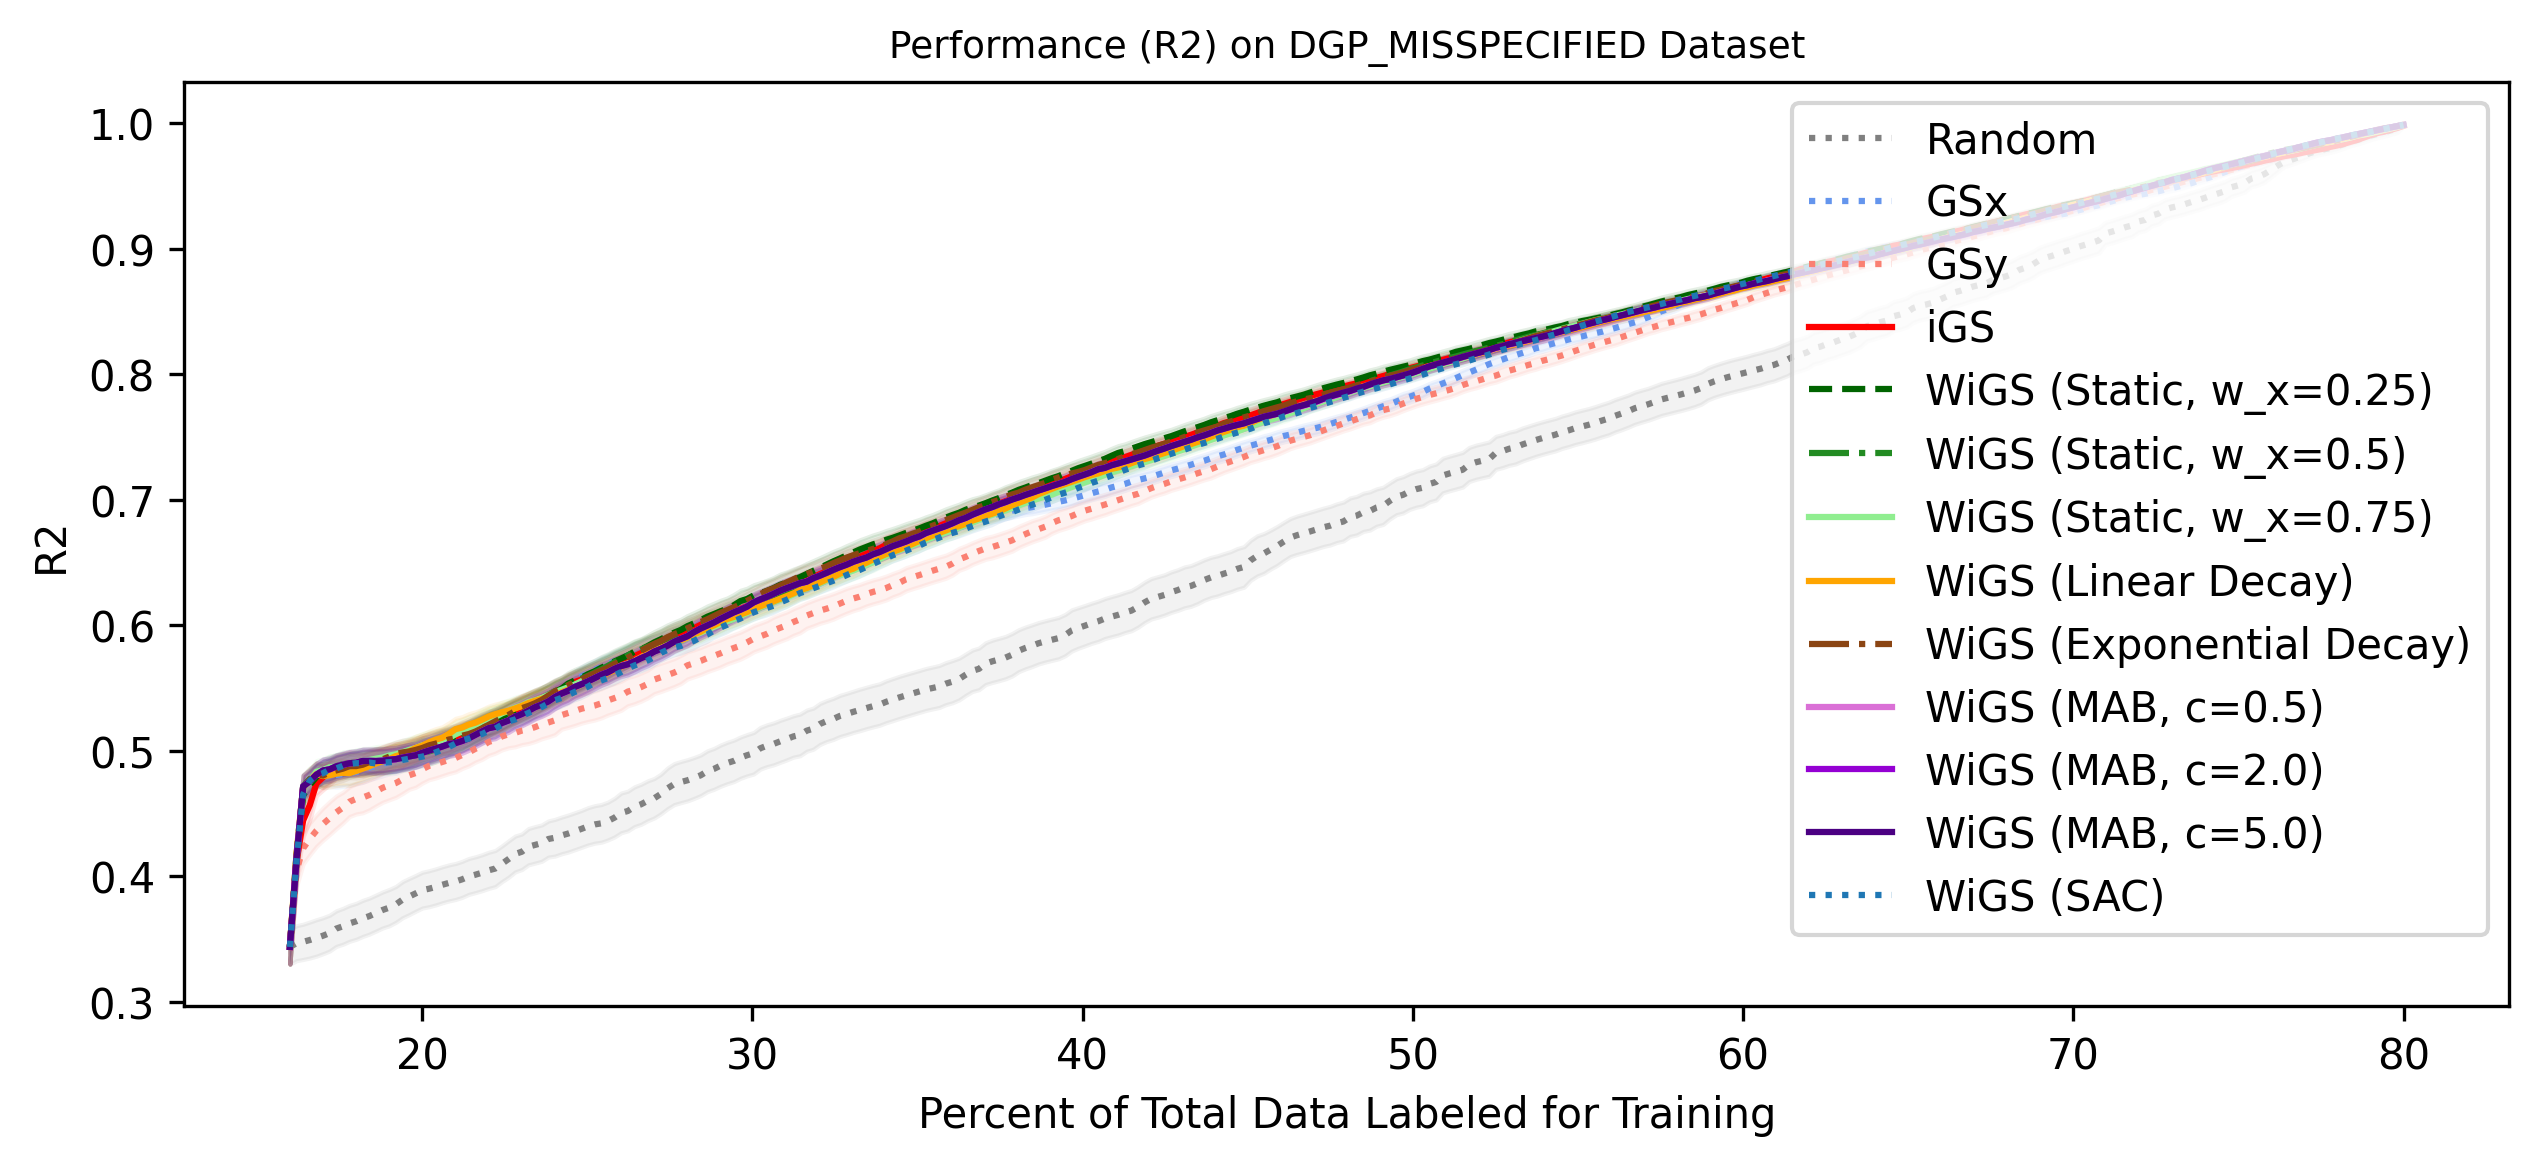 Performance (R2) on DGP_MISSPECIFIED Dataset
R2
1.0
0.9
0.8
0.7
0.6
0.5
0.4
0.3
20 30 40 50 60 70 80
Percent of Total Data Labeled for Training
Random
GSx
GSy
iGS
WiGS (Static, w_x=0.25)
WiGS (Static, w_x=0.5)
WiGS (Static, w_x=0.75)
WiGS (Linear Decay)
WiGS (Exponential Decay)
WiGS (MAB, c=0.5)
WiGS (MAB, c=2.0)
WiGS (MAB, c=5.0)
WiGS (SAC)